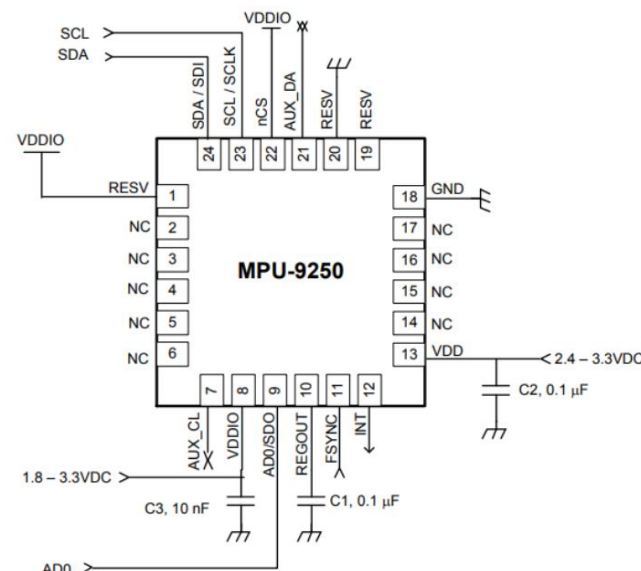 VDDIO
SCL
SDA
SDA / SDI
SCL / SCLK
nCS
AUX_DA
RESV
RESV
24
23
22
21
20
19
VDDIO
RESV
1
18
GND
NC
2
17
NC
NC
3
16
NC
MPU-9250
NC
4
15
NC
NC
5
14
NC
NC
6
13
VDD
2.4 – 3.3VDC
7
8
9
10
11
12
C2, 0.1 μF
AUX_CL
VDDIO
AD0/SDO
REGOUT
FSYNC
INT
1.8 – 3.3VDC
C3, 10 nF
C1, 0.1 μF
AD0